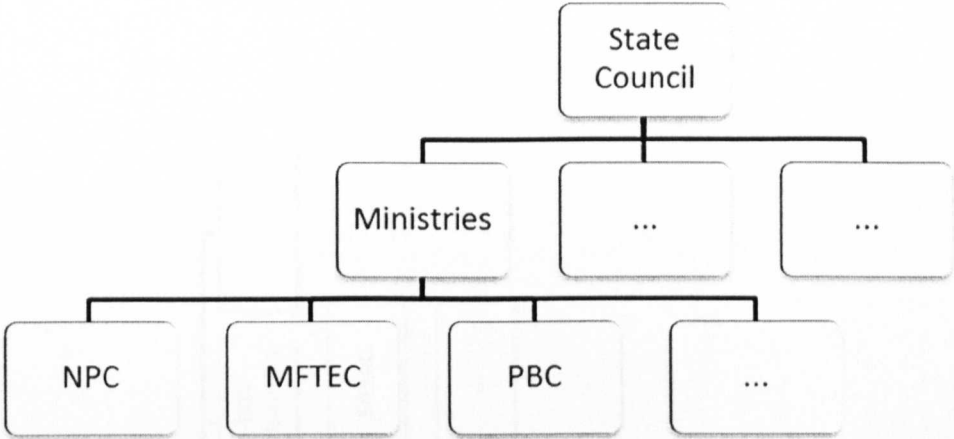 State
Council
Ministries
...
...
NPC
MFTEC
PBC
...